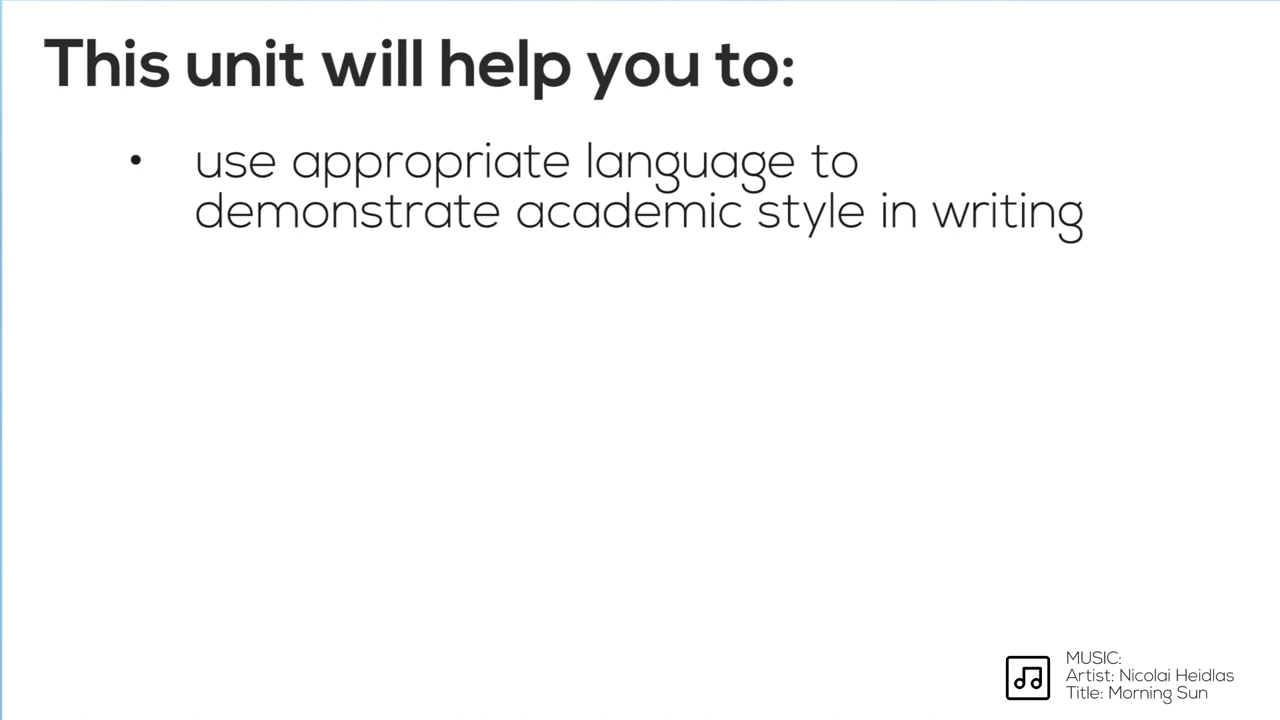 This unit will help you to:
• use appropriate language to
demonstrate academic style in writing
MUSIC:
Artist: Nicolai Heidlas
Title: Morning Sun